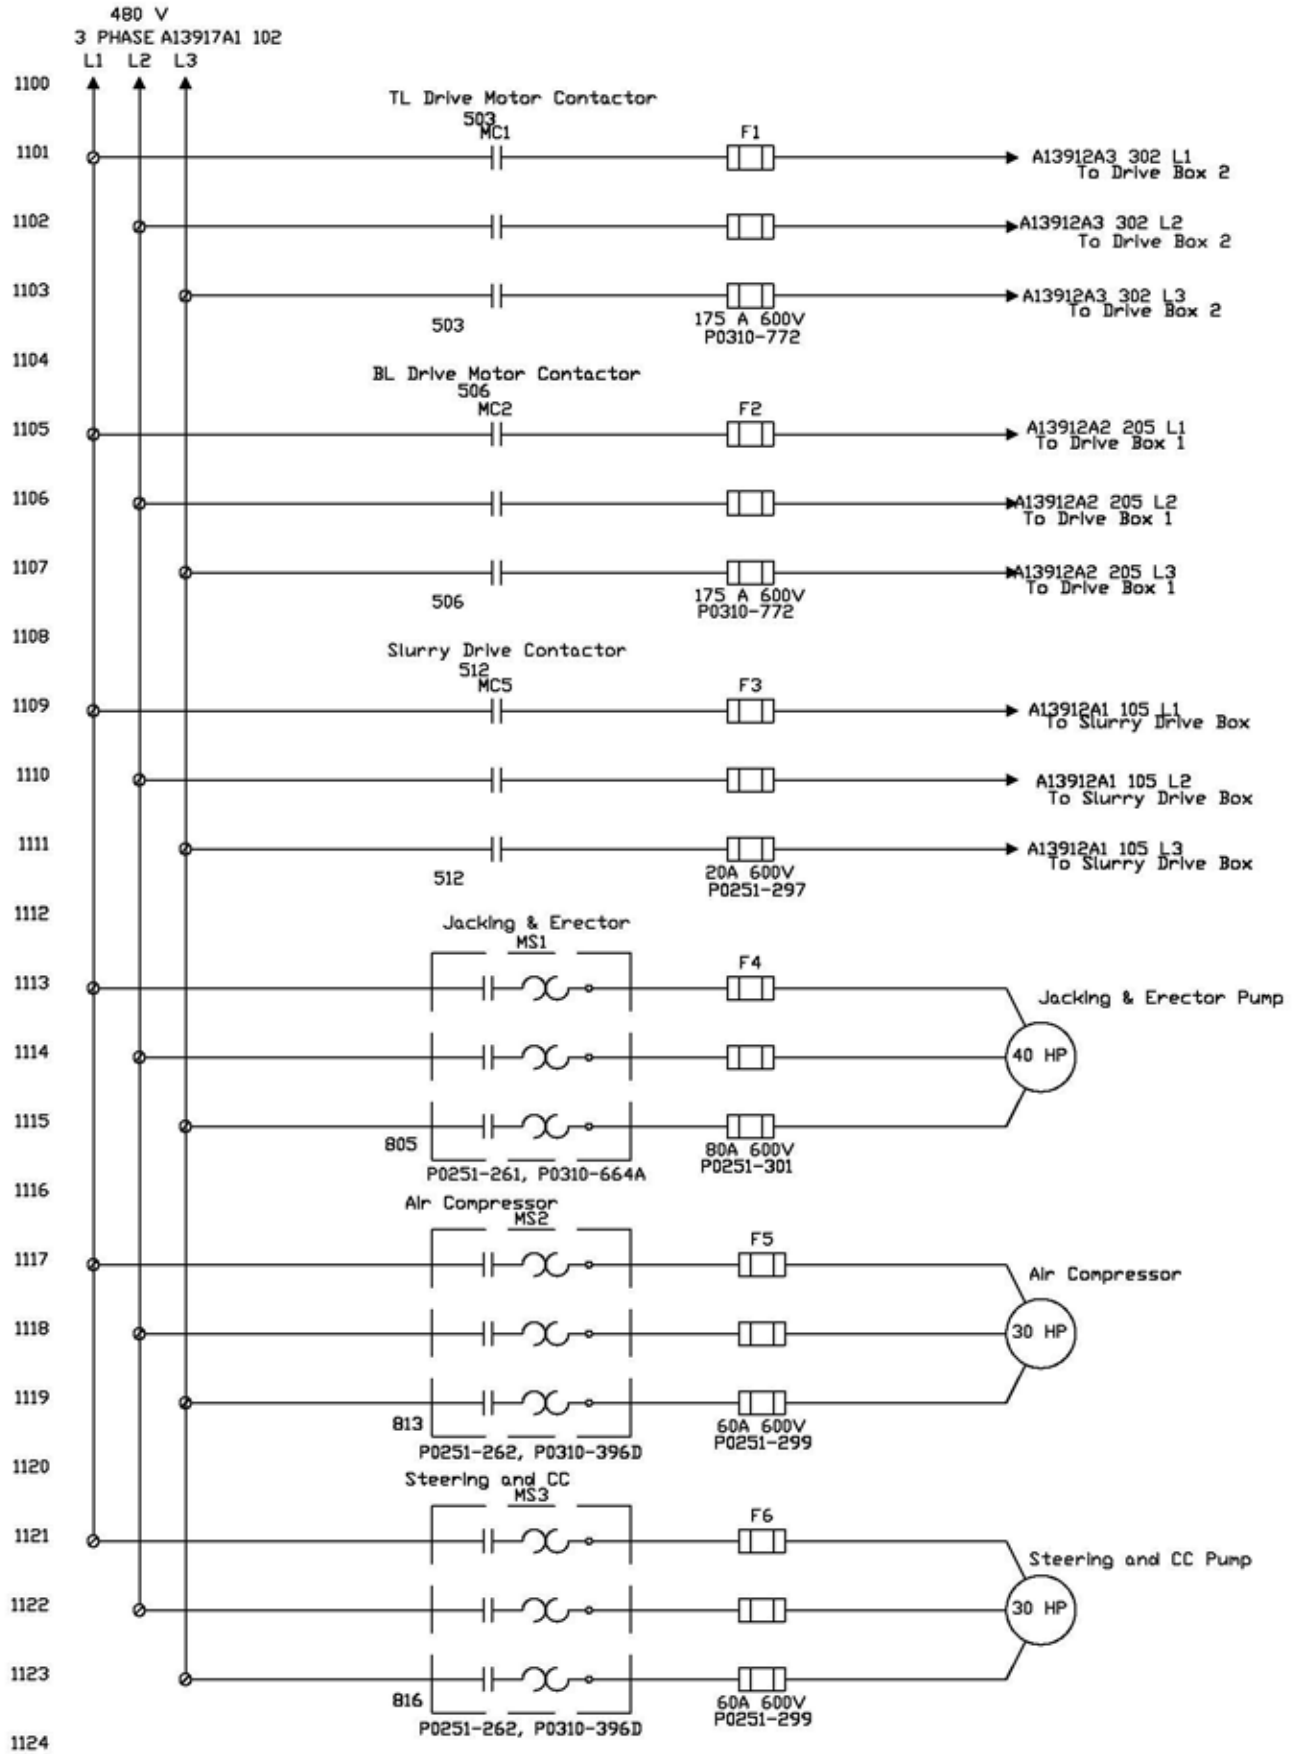 480 V
3 PHASE A13917A1 102
L1 L2 L3
1100
TL Drive Motor Contactor
503
MC1 F1
1101 A13912A3 302 L1
To Drive Box 2
1102 A13912A3 302 L2
To Drive Box 2
1103 A13912A3 302 L3
To Drive Box 2
503 175 A 600V
P0310-772
1104
BL Drive Motor Contactor
506
MC2 F2
1105 A13912A2 205 L1
To Drive Box 1
1106 A13912A2 205 L2
To Drive Box 1
1107 A13912A2 205 L3
To Drive Box 1
506 175 A 600V
P0310-772
1108
Slurry Drive Contactor
512
MC5 F3
1109 A13912A1 105 L1
To Slurry Drive Box
1110 A13912A1 105 L2
To Slurry Drive Box
1111 A13912A1 105 L3
To Slurry Drive Box
512 20A 600V
P0251-297
1112
Jacking & Erector
MS1
F4
1113 Jacking & Erector Pump
1114 40 HP
1115
805 80A 600V
P0251-261, P0310-664A P0251-301
1116
Air Compressor
MS2
F5
1117 Air Compressor
1118 30 HP
1119
813 60A 600V
P0251-262, P0310-396D P0251-299
1120
Steering and CC
MS3
F6
1121 Steering and CC Pump
1122 30 HP
1123
816 60A 600V
P0251-262, P0310-396D P0251-299
1124